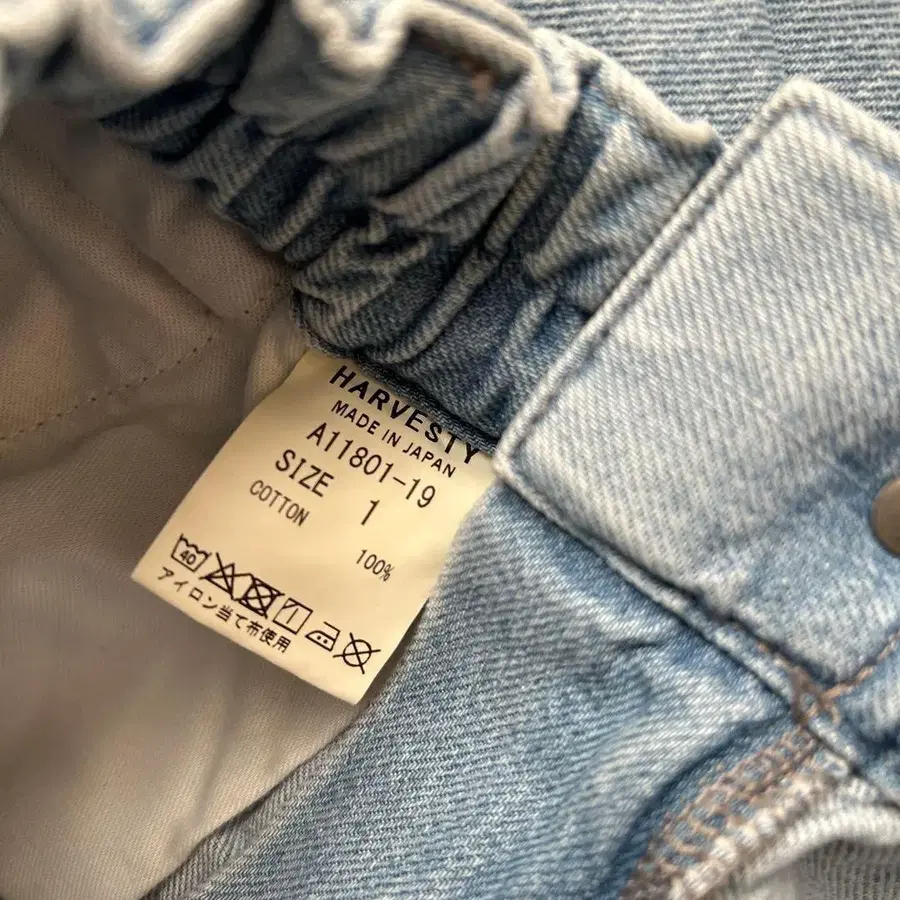 HARVESTY
MADE IN JAPAN
A11801-19
SIZE 1
COTTON 100%
40
アイロン当て布使用